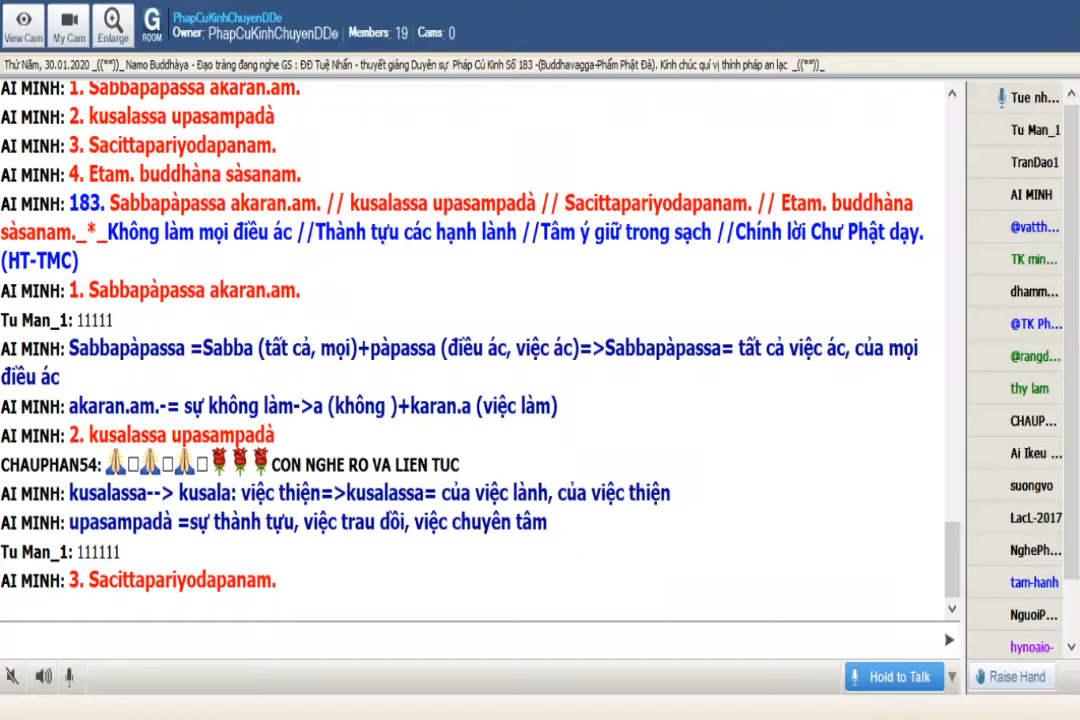 PhapCuKinhChuyenDDe
Owner: PhapCuKinhChuyenDDe Members: 19 Cams: 0
View Cam My Cam Enlarge G ROOM
Thứ Năm, 30.01.2020 _((**))_ Namo Buddhàya - Đạo tràng đang nghe GS : ĐĐ Tuệ Nhẫn - thuyết giảng Duyên sự Pháp Cú Kinh Số 183 -(Buddhavagga-Phẩm Phật Đà). Kính chúc quí vị thính pháp an lạc _((**))_
AI MINH: 1. Sabbapàpassa akaran.am.
AI MINH: 2. kusalassa upasampadà
AI MINH: 3. Sacittapariyodapanam.
AI MINH: 4. Etam. buddhàna sàsanam.
AI MINH: 183. Sabbapàpassa akaran.am. // kusalassa upasampadà // Sacittapariyodapanam. // Etam. buddhàna
sàsanam._*_Không làm mọi điều ác //Thành tựu các hạnh lành //Tâm ý giữ trong sạch //Chính lời Chư Phật dạy.
(HT-TMC)
AI MINH: 1. Sabbapàpassa akaran.am.
Tu Man_1: 11111
AI MINH: Sabbapàpassa =Sabba (tất cả, mọi)+pàpassa (điều ác, việc ác)=>Sabbapàpassa= tất cả việc ác, của mọi
điều ác
AI MINH: akaran.am.-= sự không làm->a (không )+karan.a (việc làm)
AI MINH: 2. kusalassa upasampadà
CHAUPHAN54: 🙏□🙏□🙏□🌹🌹🌹CON NGHE RO VA LIEN TUC
AI MINH: kusalassa--> kusala: việc thiện=>kusalassa= của việc lành, của việc thiện
AI MINH: upasampadà =sự thành tựu, việc trau dồi, việc chuyên tâm
Tu Man_1: 111111
AI MINH: 3. Sacittapariyodapanam.
Tue nh...
Tu Man_1
TranDao1
AI MINH
@vatth...
TK min...
dhamm...
@TK Ph...
@rangd...
thy lam
CHAUP...
Ai Ikeu ...
suongvo
LacL-2017
NghePh...
tam-hanh
NguoiP...
hynoaio-
Hold to Talk
Raise Hand